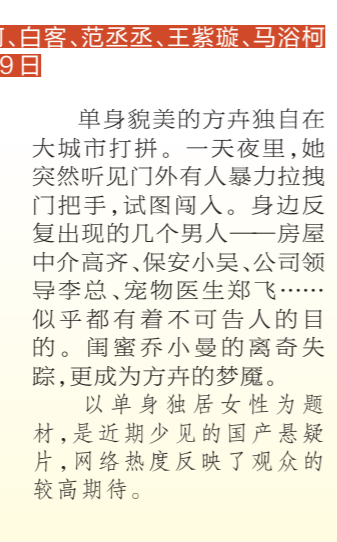 、白客、范丞丞、王紫璇、马浴柯
9日
单身貌美的方卉独自在
大城市打拼。一天夜里,她
突然听见门外有人暴力拉拽
门把手,试图闯入。身边反
复出现的几个男人——房屋
中介高齐、保安小吴、公司领
导李总、宠物医生郑飞……
似乎都有着不可告人的目
的。闺蜜乔小曼的离奇失
踪,更成为方卉的梦魇。
以单身独居女性为题
材,是近期少见的国产悬疑
片,网络热度反映了观众的
较高期待。